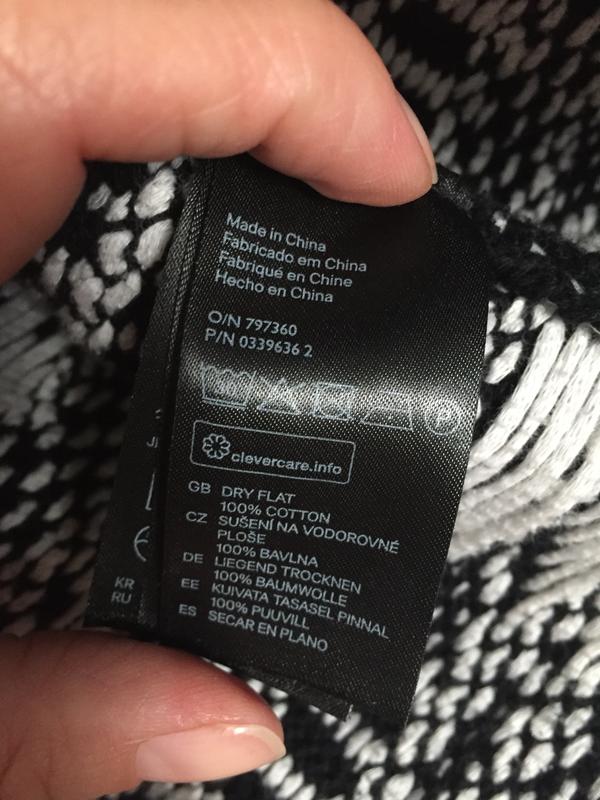 Made in China
Fabricado em China
Fabriqué en Chine
Hecho en China
O/N 797360
P/N 0339636 2
P
clevercare.info
GB DRY FLAT
100% COTTON
CZ SUŠENÍ NA VODOROVNÉ
PLOŠE
100% BAVLNA
DE LIEGEND TROCKNEN
100% BAUMWOLLE
EE KUIVATA TASASEL PINNAL
100% PUUVILL
ES SECAR EN PLANO
KR
RU